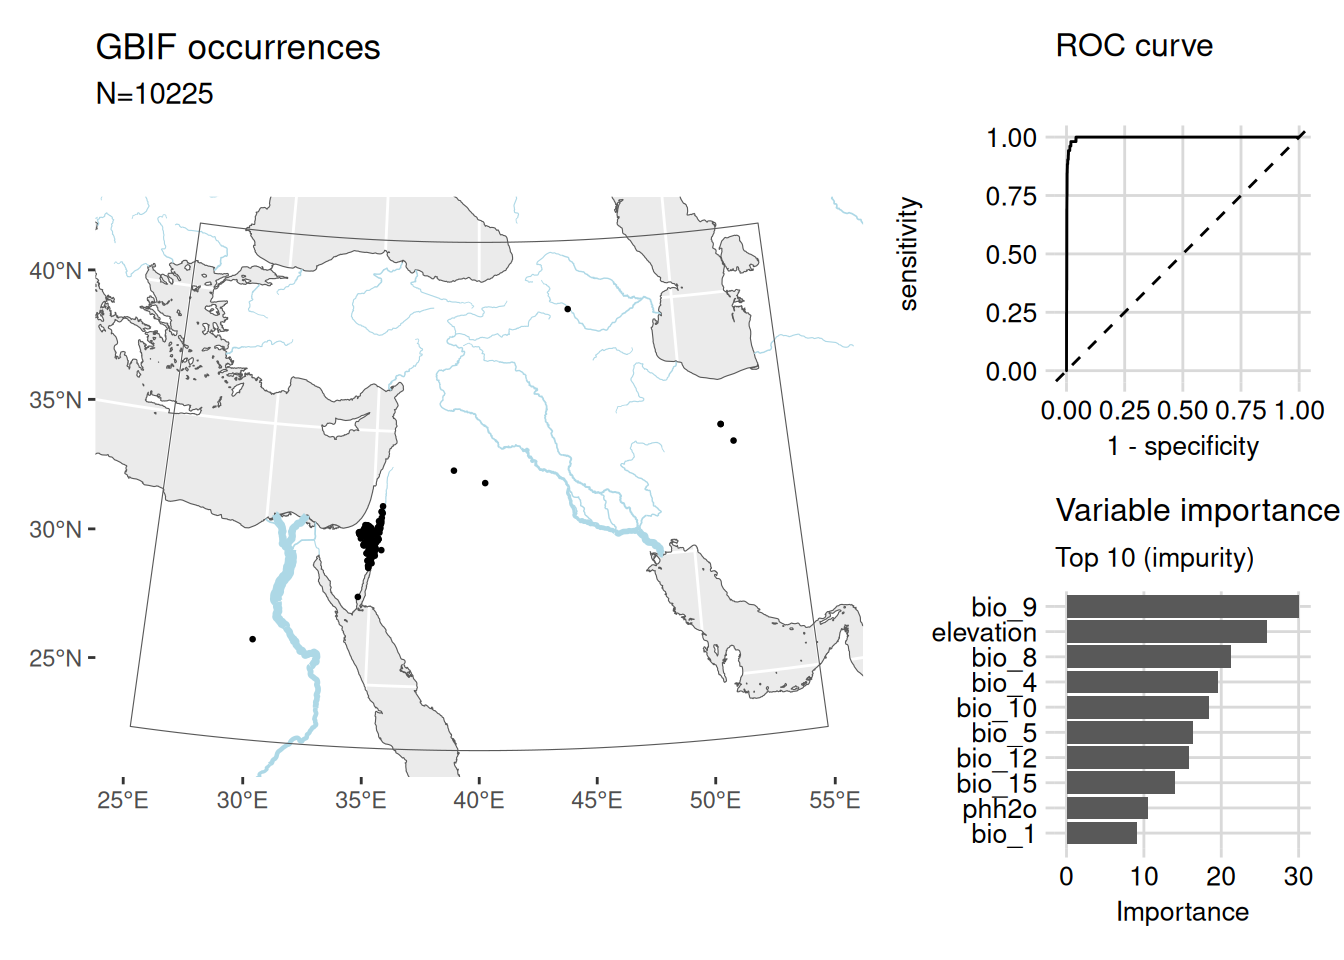 GBIF occurrences
N=10225
40°N
35°N
30°N
25°N
25°E 30°E 35°E 40°E 45°E 50°E 55°E
ROC curve
sensitivity
1.00
0.75
0.50
0.25
0.00
0.00 0.25 0.50 0.75 1.00
1 - specificity
Variable importance
Top 10 (impurity)
bio_9
elevation
bio_8
bio_4
bio_10
bio_5
bio_12
bio_15
phh2o
bio_1
0 10 20 30
Importance